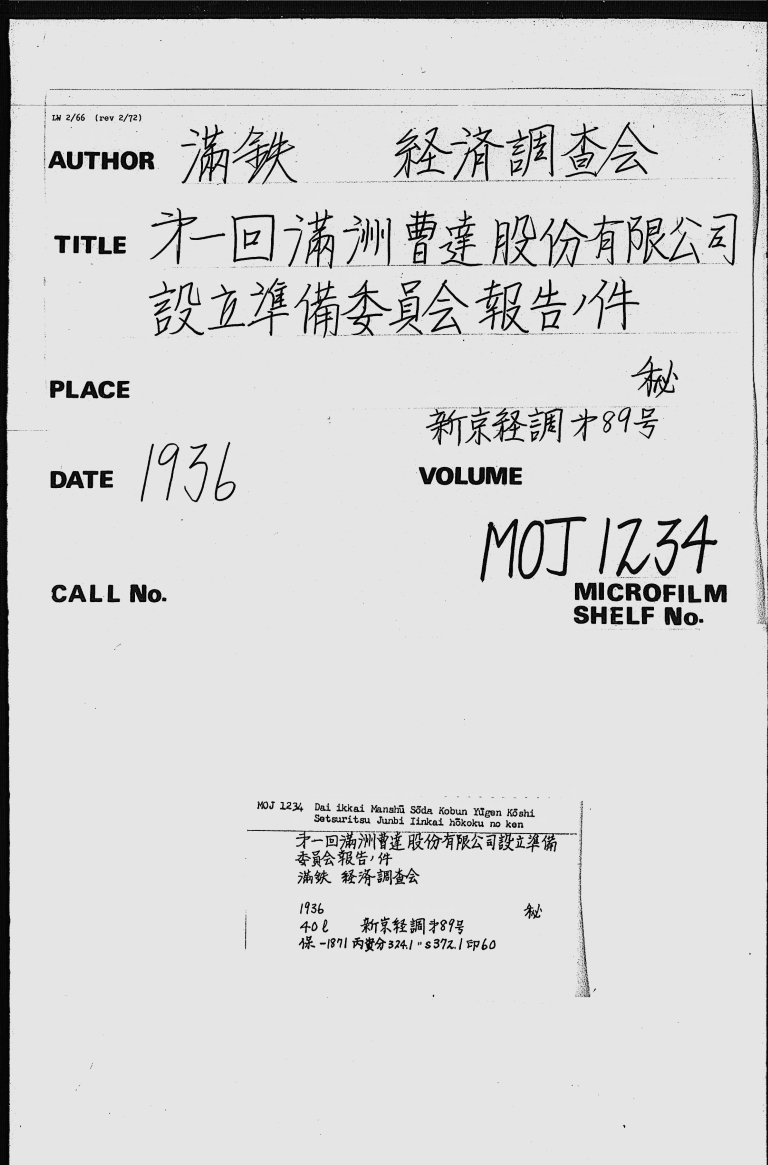 LW 2/66 (rev 2/72)
AUTHOR 満鉄 経済調査会
TITLE 才一回満洲曹達股份有限公司
設立準備委員会報告ノ件
秘
PLACE
新京経調才89号
DATE 1936
VOLUME
MOJ 1234
CALL No.
MICROFILM
SHELF No.
MOJ 1234 Dai ikkai Manshū Sōda Kobun Yūgen Kōshi
Setsuritsu Junbi Iinkai hōkoku no ken
才一回満洲曹達股份有限公司設立準備
委員会報告ノ件
満鉄 経済調査会
1936 秘
40ℓ 新京経調才89号
保-1871 丙資分324.1〃S372.1印60